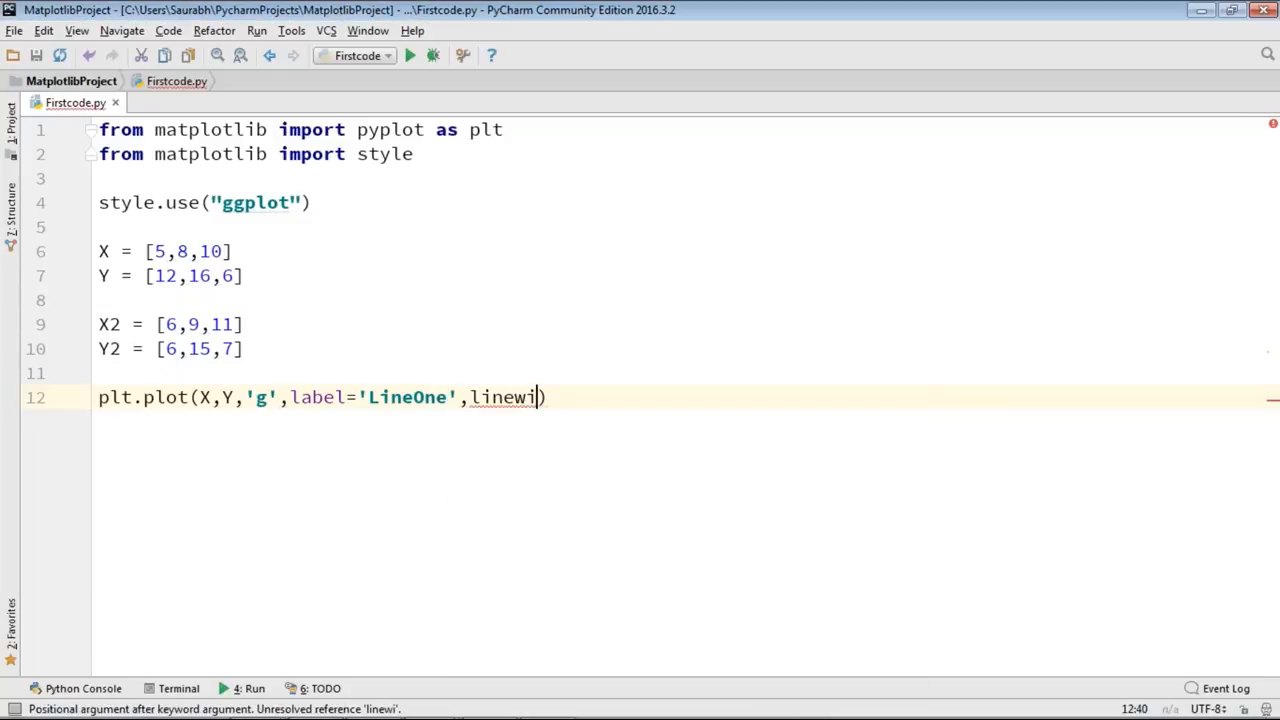 MatplotlibProject - [C:\Users\Saurabh\PycharmProjects\MatplotlibProject] - ...\Firstcode.py - PyCharm Community Edition 2016.3.2
File Edit View Navigate Code Refactor Run Tools VCS Window Help
Firstcode
MatplotlibProject Firstcode.py
Firstcode.py
1: Project
Z: Structure
2: Favorites
1 from matplotlib import pyplot as plt
2 from matplotlib import style
3
4 style.use("ggplot")
5
6 X = [5,8,10]
7 Y = [12,16,6]
8
9 X2 = [6,9,11]
10 Y2 = [6,15,7]
11
12 plt.plot(X,Y,'g',label='LineOne',linewi)
Python Console Terminal 4: Run 6: TODO Event Log
Positional argument after keyword argument. Unresolved reference 'linewi'. 12:40 n/a UTF-8